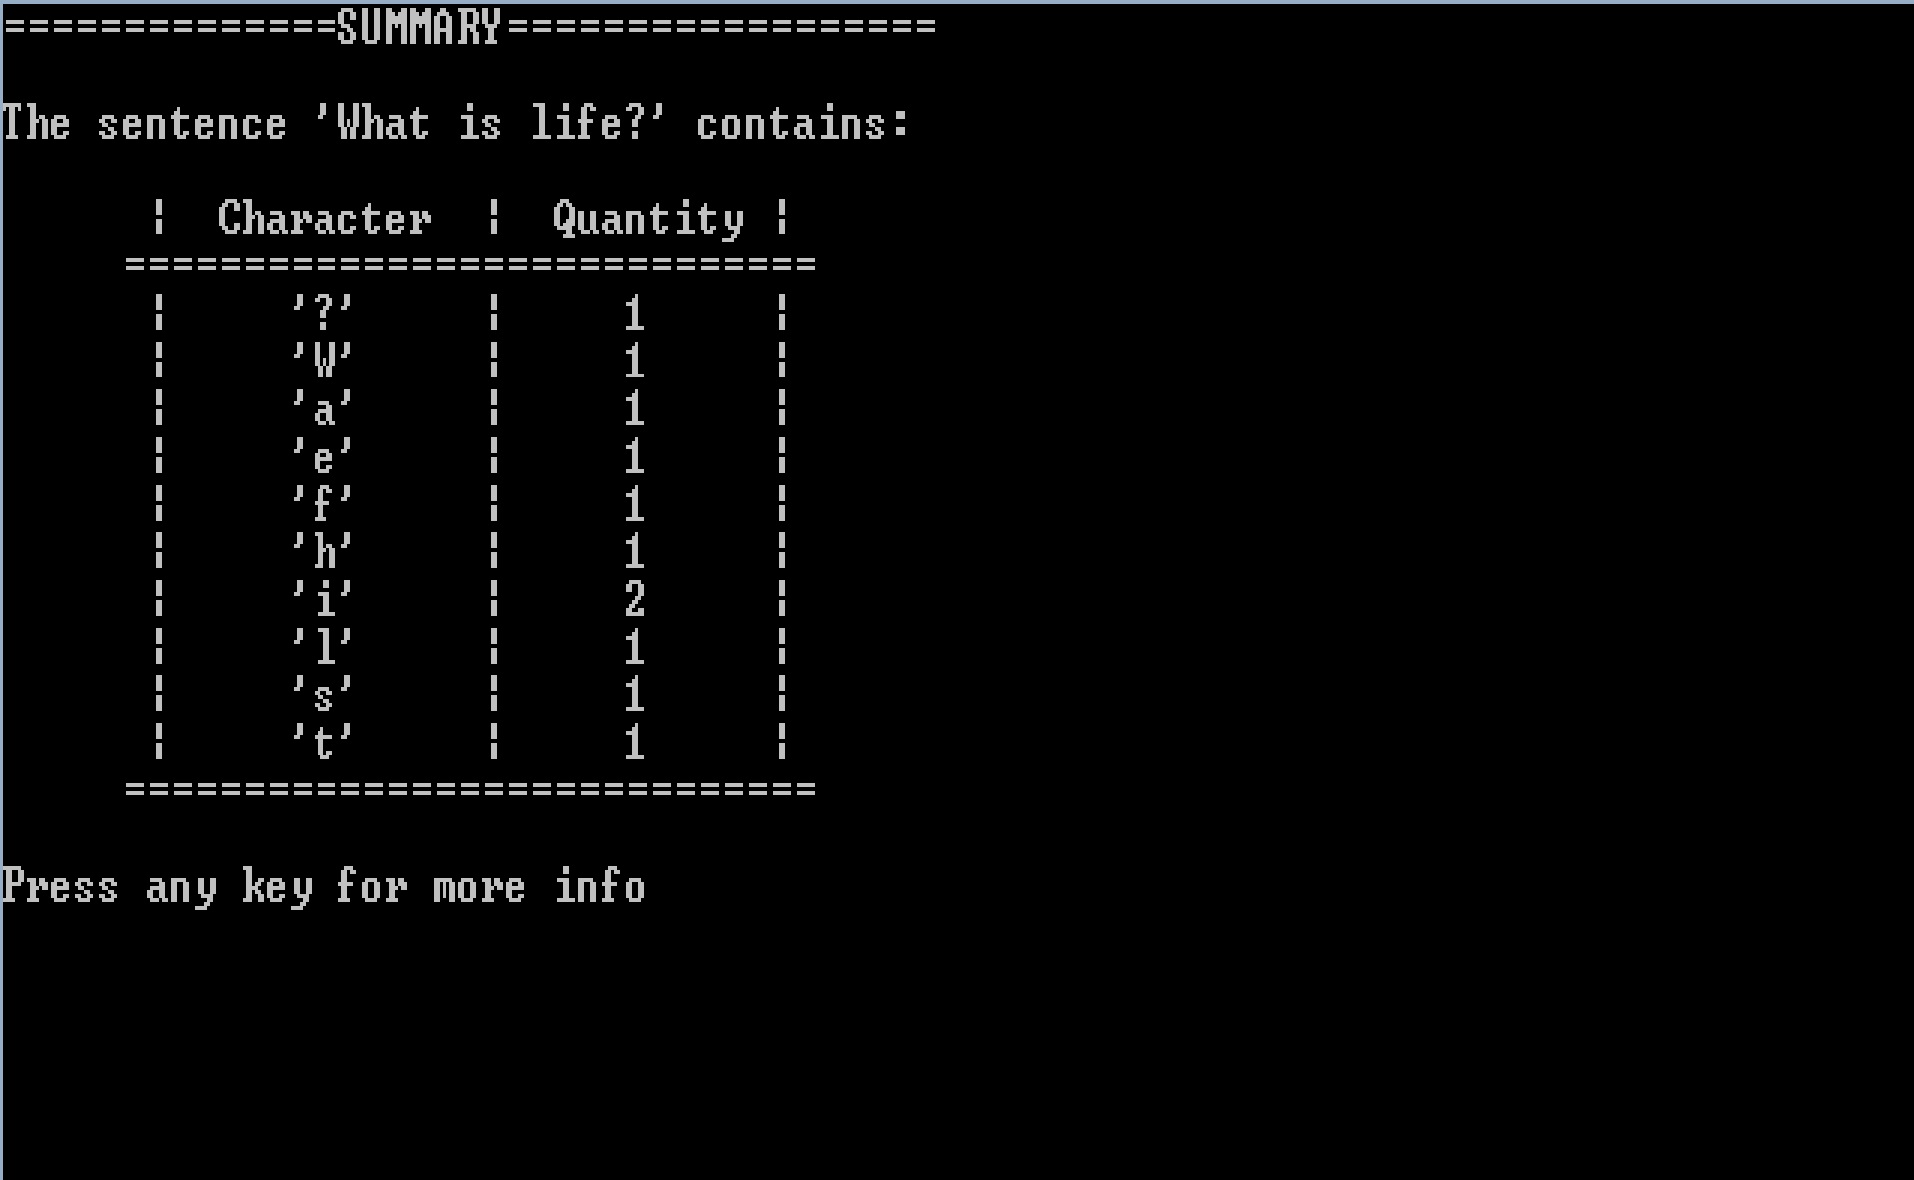 ==============SUMMARY==================
The sentence 'What is life?' contains:
¦  Character  ¦  Quantity ¦
=============================
¦     '?'     ¦     1     ¦
¦     'W'     ¦     1     ¦
¦     'a'     ¦     1     ¦
¦     'e'     ¦     1     ¦
¦     'f'     ¦     1     ¦
¦     'h'     ¦     1     ¦
¦     'i'     ¦     2     ¦
¦     'l'     ¦     1     ¦
¦     's'     ¦     1     ¦
¦     't'     ¦     1     ¦
=============================
Press any key for more info